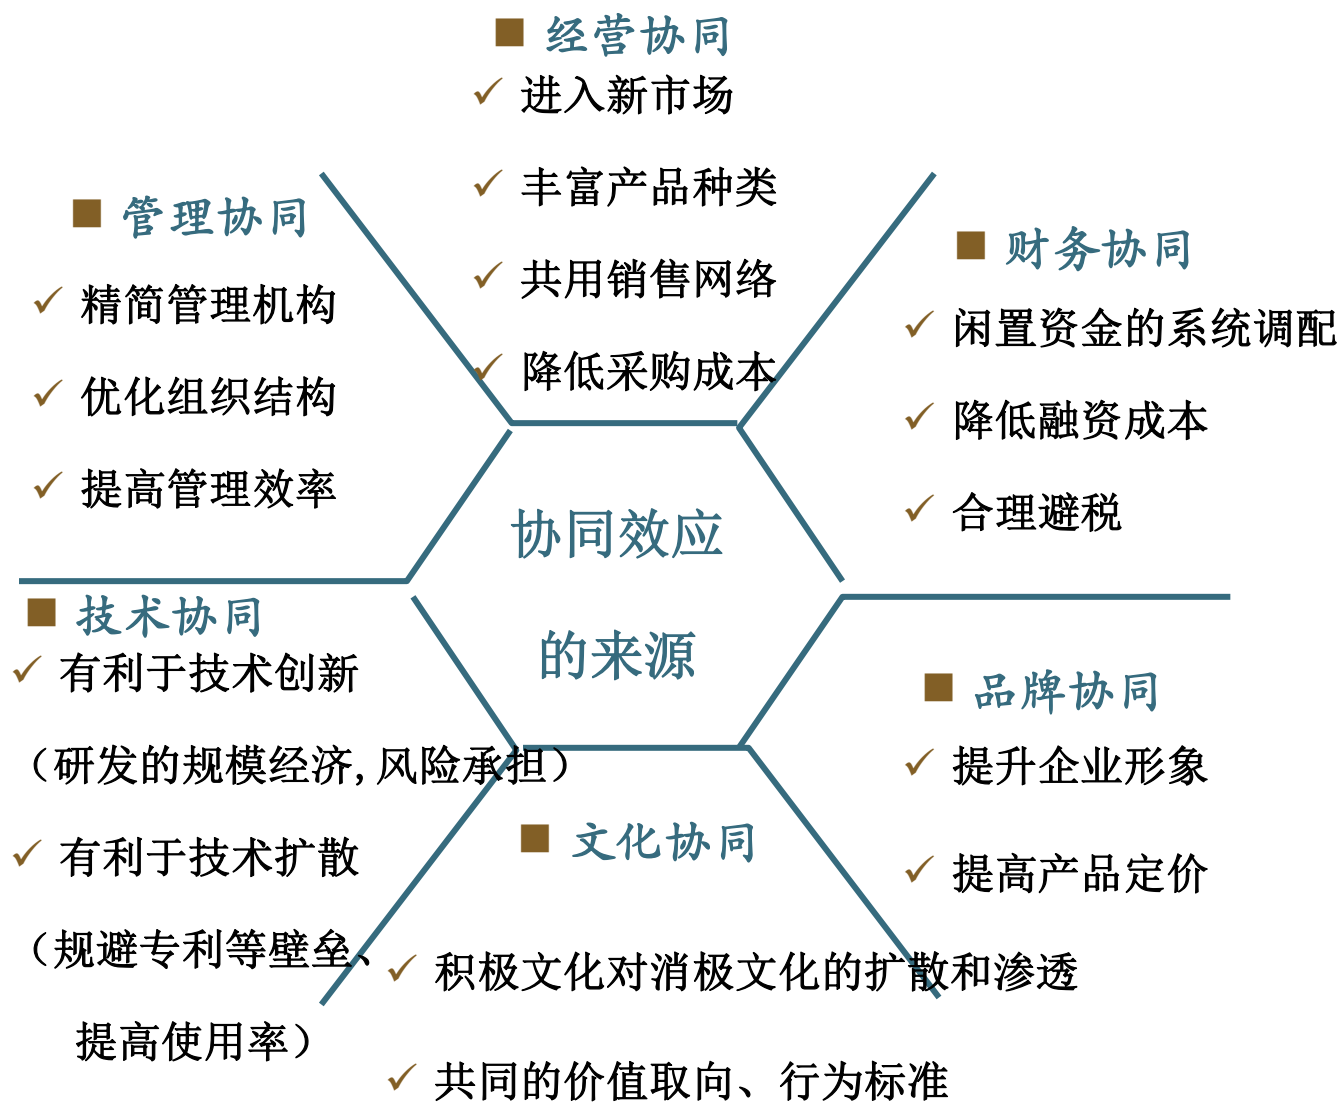 经营协同
进入新市场
丰富产品种类
共用销售网络
降低采购成本
管理协同
精简管理机构
优化组织结构
提高管理效率
财务协同
闲置资金的系统调配
降低融资成本
合理避税
协同效应
的来源
技术协同
有利于技术创新
（研发的规模经济,风险承担）
有利于技术扩散
（规避专利等壁垒、
提高使用率）
品牌协同
提升企业形象
提高产品定价
文化协同
积极文化对消极文化的扩散和渗透
共同的价值取向、行为标准